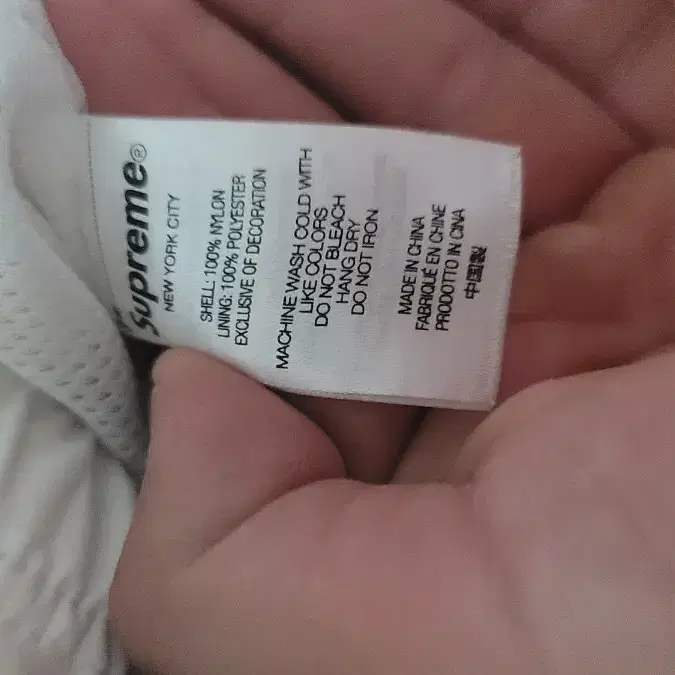 Supreme®
NEW YORK CITY
SHELL: 100% NYLON
LINING: 100% POLYESTER
EXCLUSIVE OF DECORATION
MACHINE WASH COLD WITH
LIKE COLORS
DO NOT BLEACH
HANG DRY
DO NOT IRON
MADE IN CHINA
FABRIQUÉ EN CHINE
PRODOTTO IN CINA
中国製